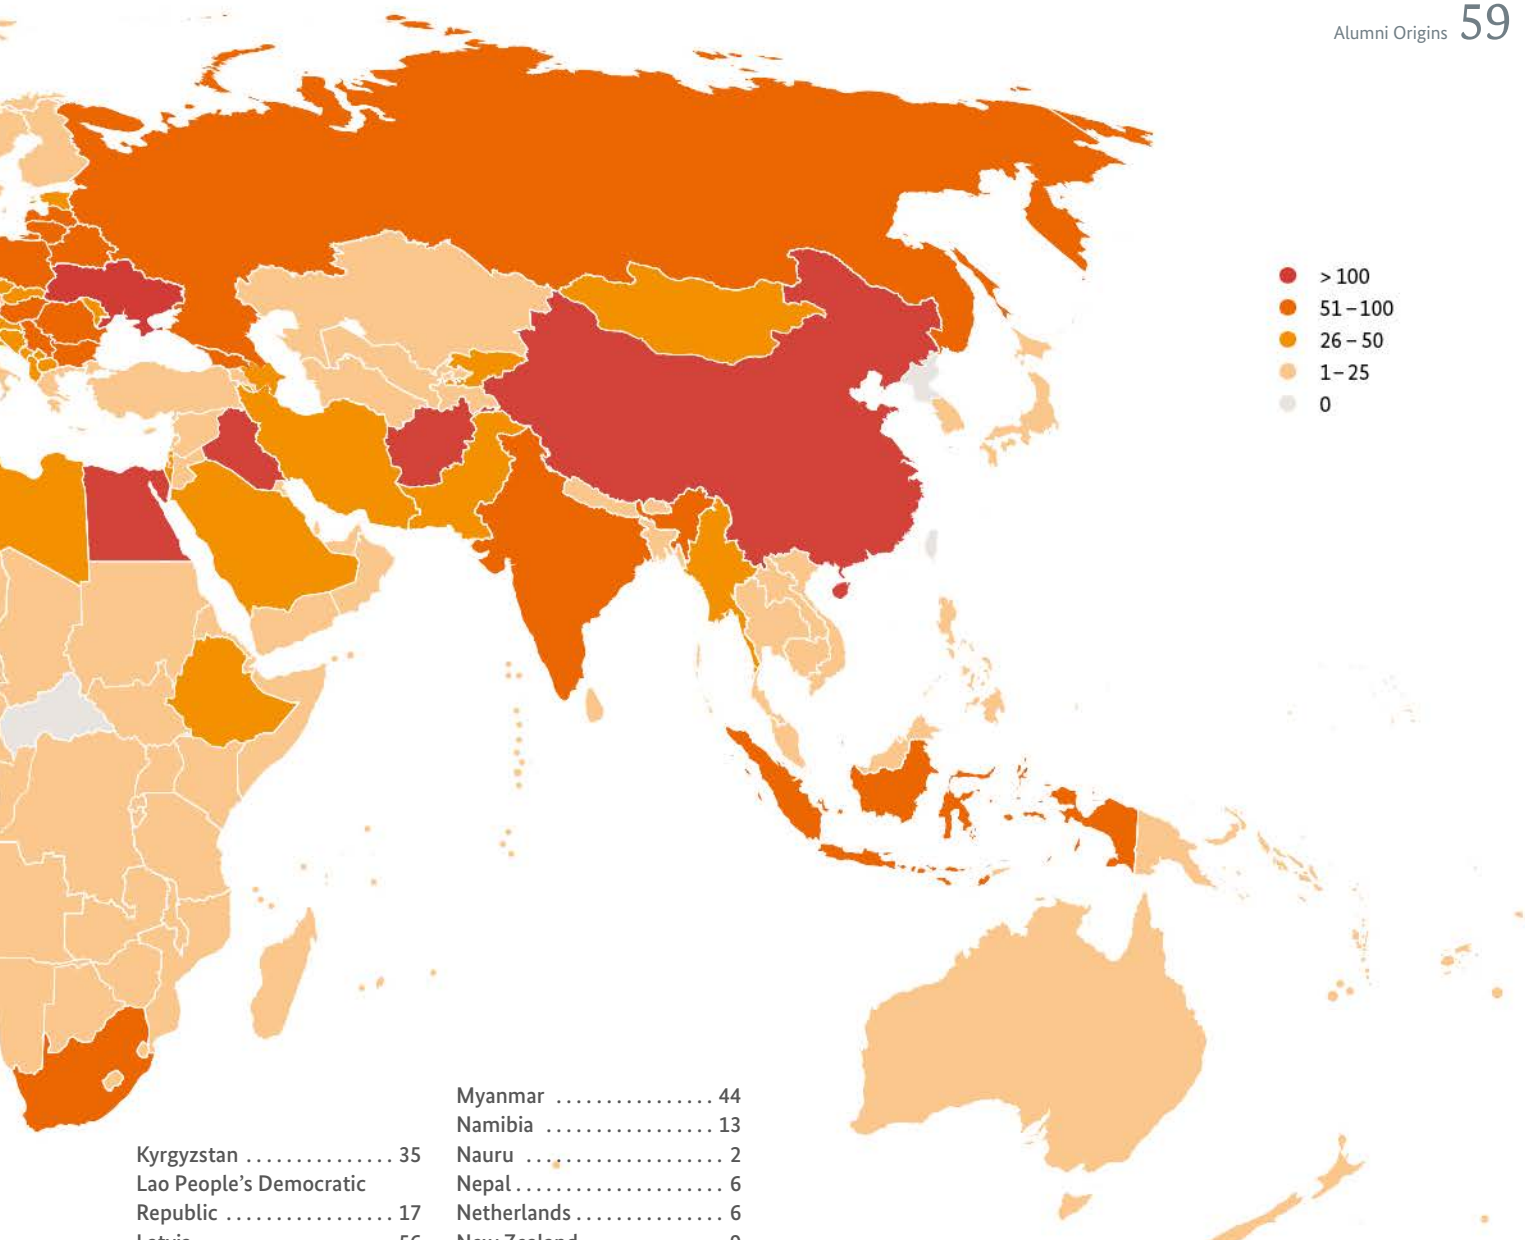 Alumni Origins 59
> 100
51 – 100
26 – 50
1 – 25
0
Kyrgyzstan ............... 35
Lao People’s Democratic
Republic ................. 17
Myanmar ................ 44
Namibia ................. 13
Nauru .................... 2
Nepal ..................... 6
Netherlands ............... 6